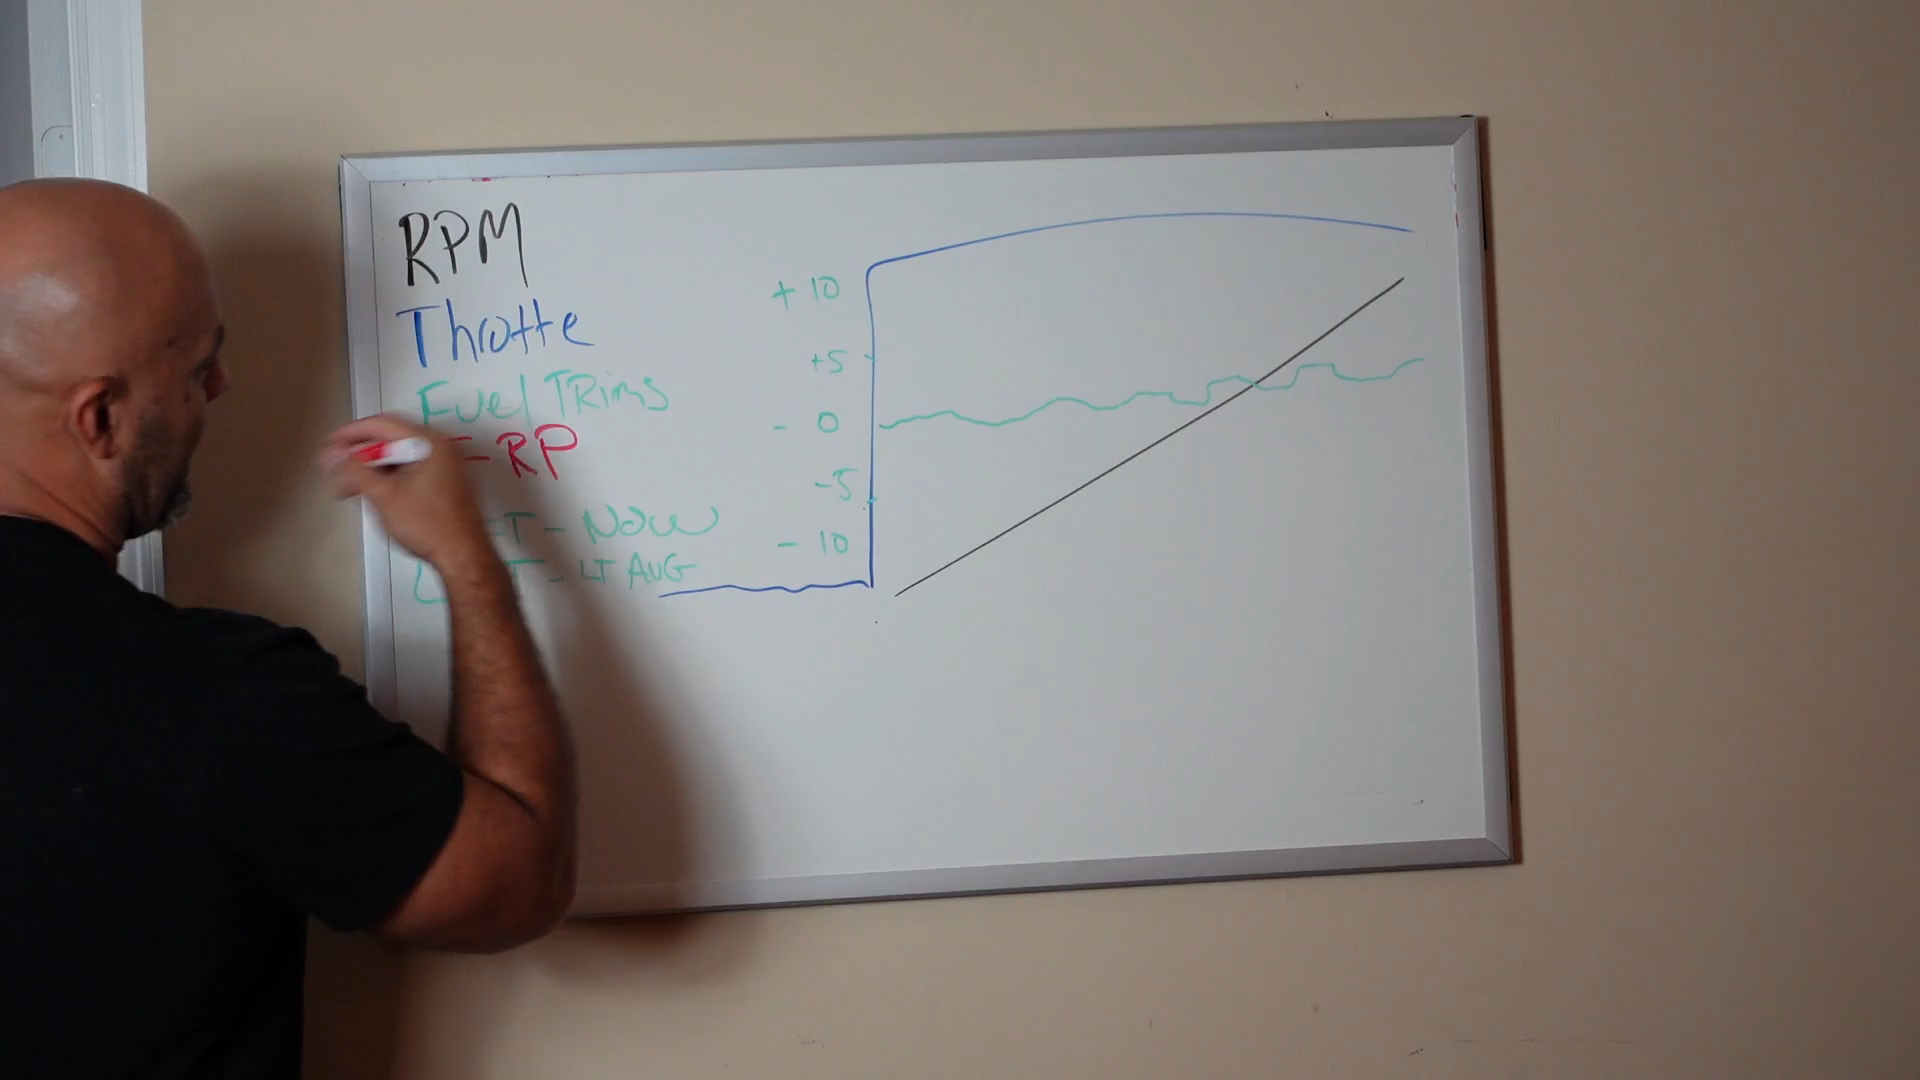 RPM
Throtte
Fuel TRims
RP
- NOW
- LT AVG
+ 10
+5
- 0
-5
- 10